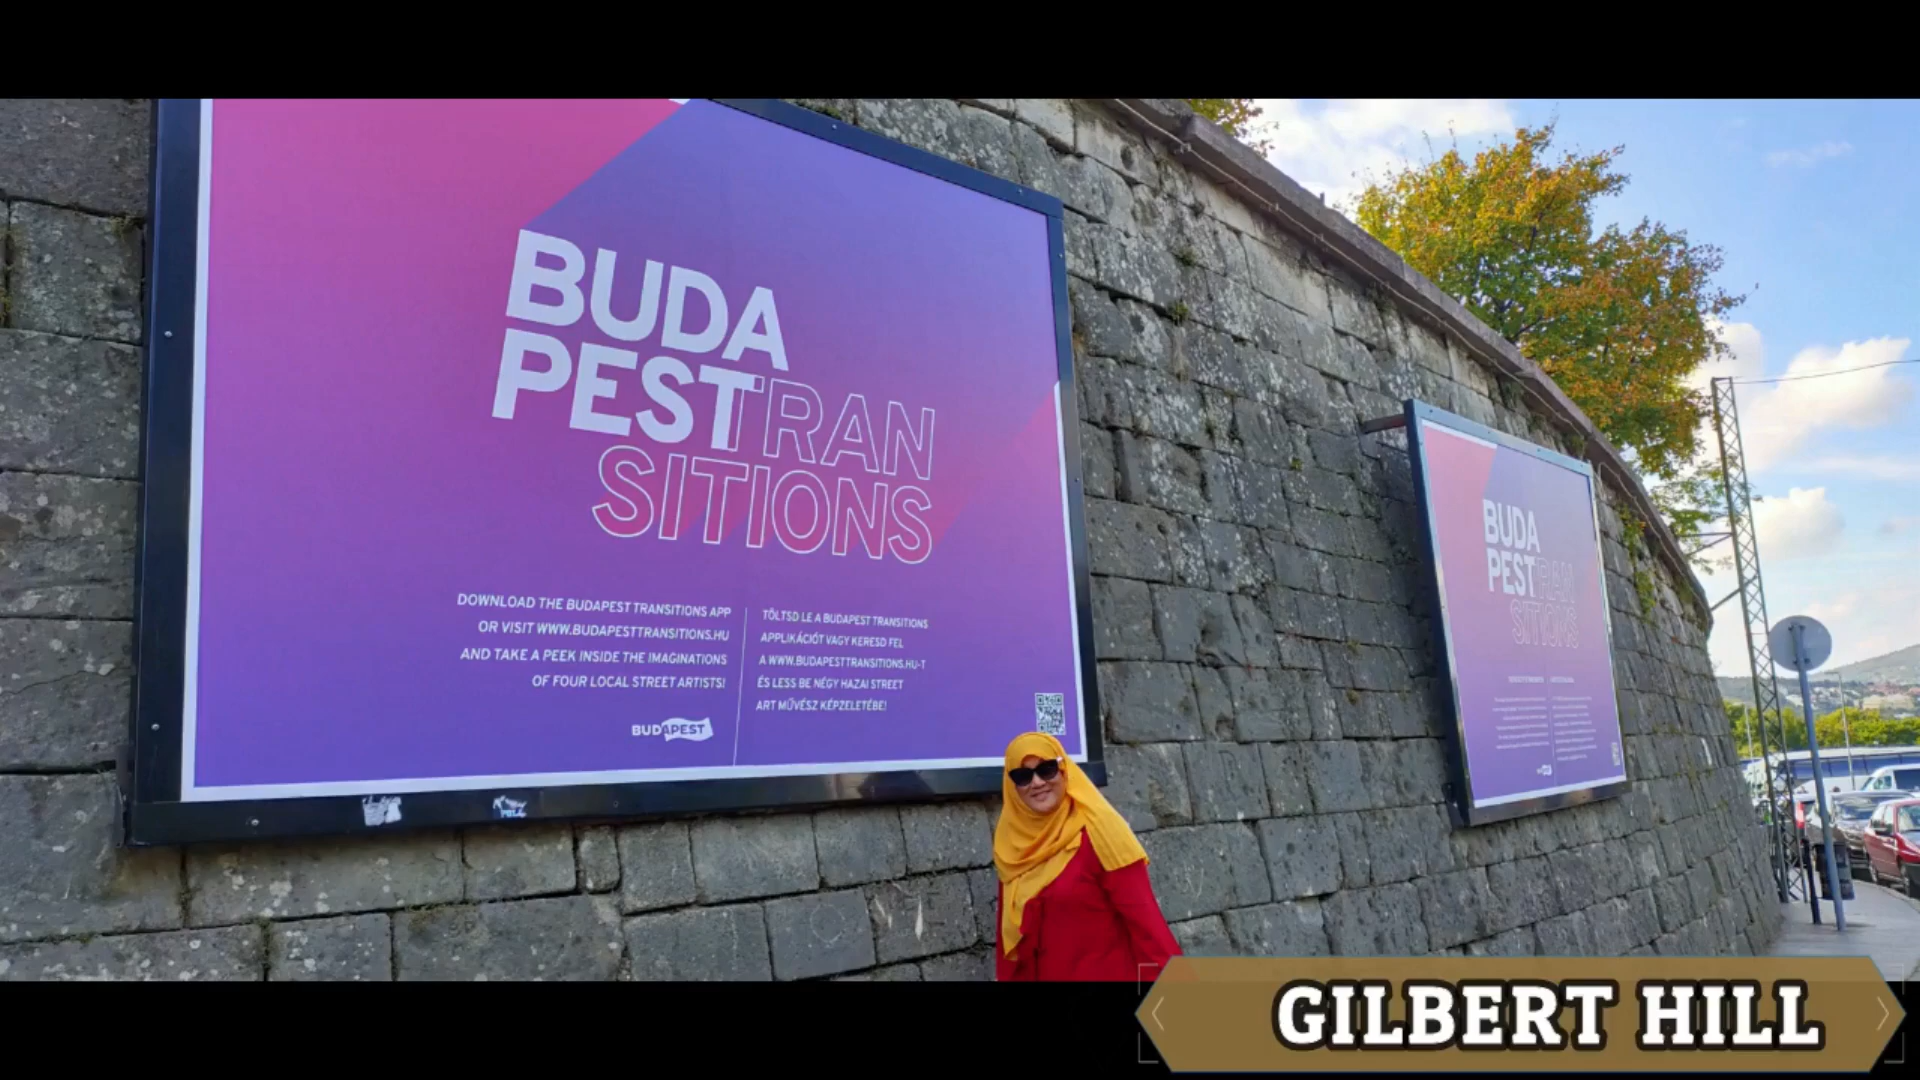 BUDA
PESTTRAN
SITIONS
DOWNLOAD THE BUDAPEST TRANSITIONS APP
OR VISIT WWW.BUDAPESTTRANSITIONS.HU
AND TAKE A PEEK INSIDE THE IMAGINATIONS
OF FOUR LOCAL STREET ARTISTS!
TÖLTSD LE A BUDAPEST TRANSITIONS
APPLIKÁCIÓT VAGY KERESD FEL
A WWW.BUDAPESTTRANSITIONS.HU-T
ÉS LESS BE NÉGY HAZAI STREET
ART MŰVÉSZ KÉPZELETÉBE!
BUDAPEST
BUDA
PESTTRAN
SITIONS
GILBERT HILL